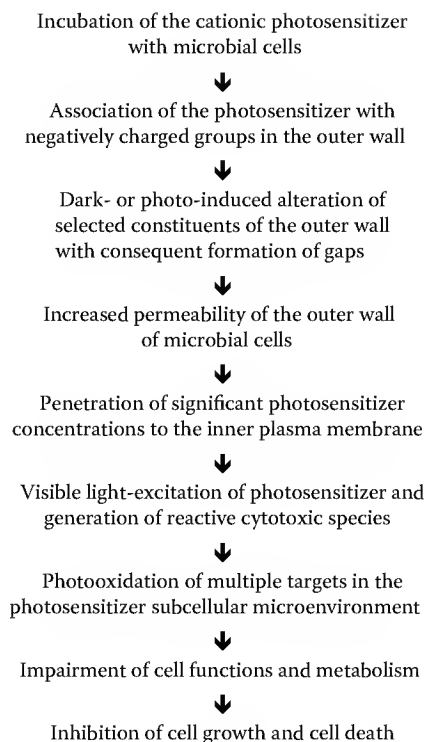 Incubation of the cationic photosensitizer
with microbial cells
Association of the photosensitizer with
negatively charged groups in the outer wall
Dark- or photo-induced alteration of
selected constituents of the outer wall
with consequent formation of gaps
Increased permeability of the outer wall
of microbial cells
Penetration of significant photosensitizer
concentrations to the inner plasma membrane
Visible light-excitation of photosensitizer and
generation of reactive cytotoxic species
Photooxidation of multiple targets in the
photosensitizer subcellular microenvironment
Impairment of cell functions and metabolism
Inhibition of cell growth and cell death